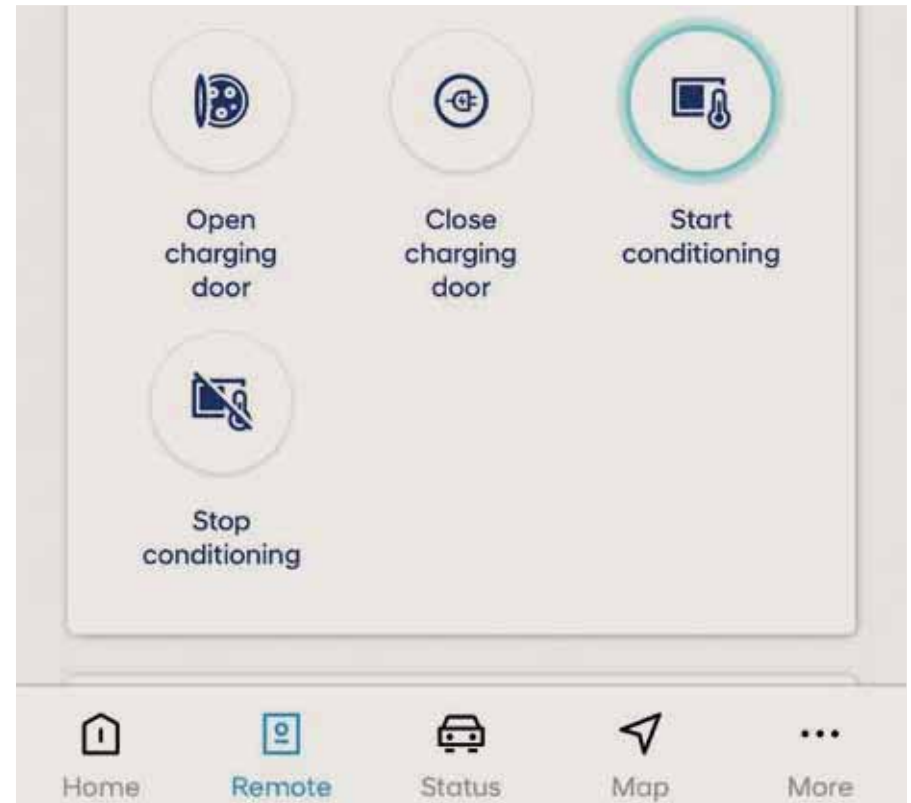 Open
charging
door
Close
charging
door
Start
conditioning
Stop
conditioning
Home
Remote
Status
Map
More